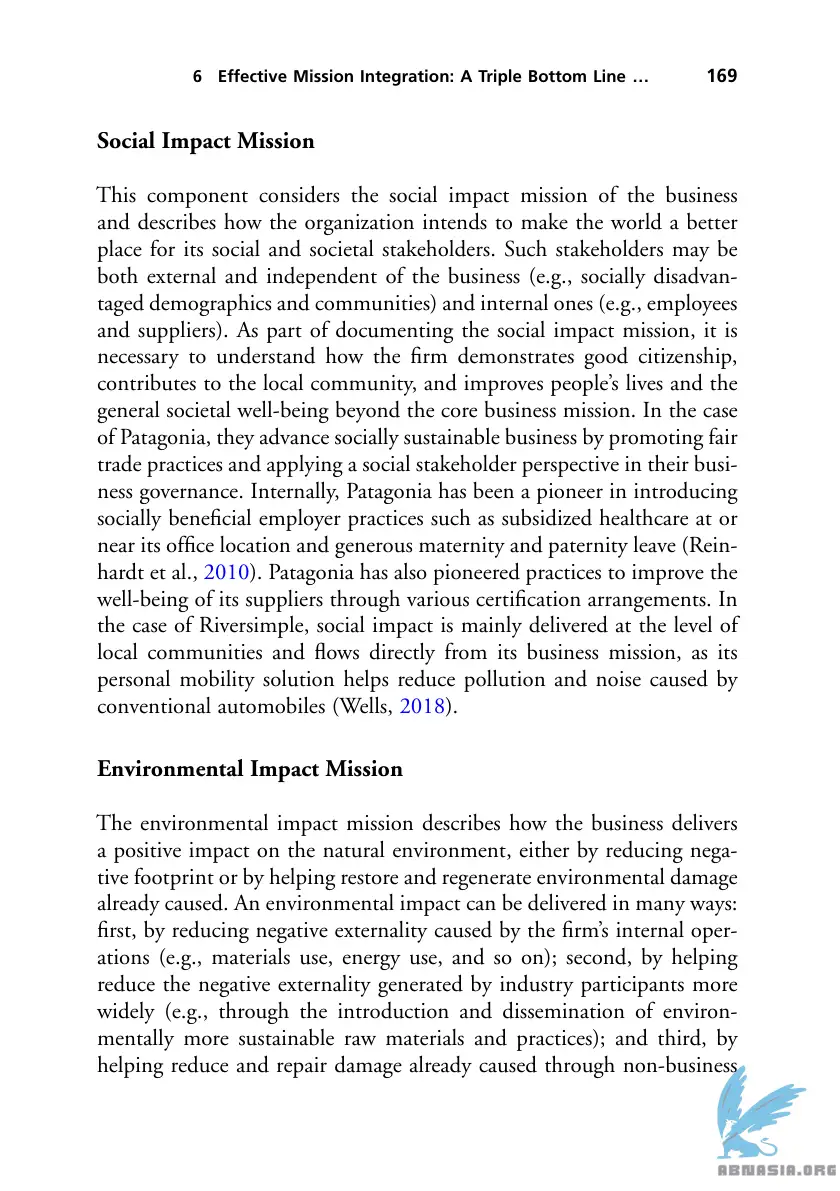 6 Effective Mission Integration: A Triple Bottom Line … 169
Social Impact Mission
This component considers the social impact mission of the business
and describes how the organization intends to make the world a better
place for its social and societal stakeholders. Such stakeholders may be
both external and independent of the business (e.g., socially disadvan-
taged demographics and communities) and internal ones (e.g., employees
and suppliers). As part of documenting the social impact mission, it is
necessary to understand how the firm demonstrates good citizenship,
contributes to the local community, and improves people’s lives and the
general societal well-being beyond the core business mission. In the case
of Patagonia, they advance socially sustainable business by promoting fair
trade practices and applying a social stakeholder perspective in their busi-
ness governance. Internally, Patagonia has been a pioneer in introducing
socially beneficial employer practices such as subsidized healthcare at or
near its office location and generous maternity and paternity leave (Rein-
hardt et al., 2010). Patagonia has also pioneered practices to improve the
well-being of its suppliers through various certification arrangements. In
the case of Riversimple, social impact is mainly delivered at the level of
local communities and flows directly from its business mission, as its
personal mobility solution helps reduce pollution and noise caused by
conventional automobiles (Wells, 2018).
Environmental Impact Mission
The environmental impact mission describes how the business delivers
a positive impact on the natural environment, either by reducing nega-
tive footprint or by helping restore and regenerate environmental damage
already caused. An environmental impact can be delivered in many ways:
first, by reducing negative externality caused by the firm’s internal oper-
ations (e.g., materials use, energy use, and so on); second, by helping
reduce the negative externality generated by industry participants more
widely (e.g., through the introduction and dissemination of environ-
mentally more sustainable raw materials and practices); and third, by
helping reduce and repair damage already caused through non-business
ABNASIA.ORG